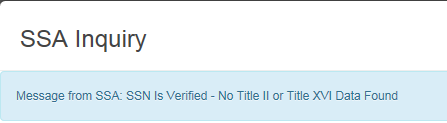 SSA Inquiry
Message from SSA: SSN Is Verified - No Title II or Title XVI Data Found